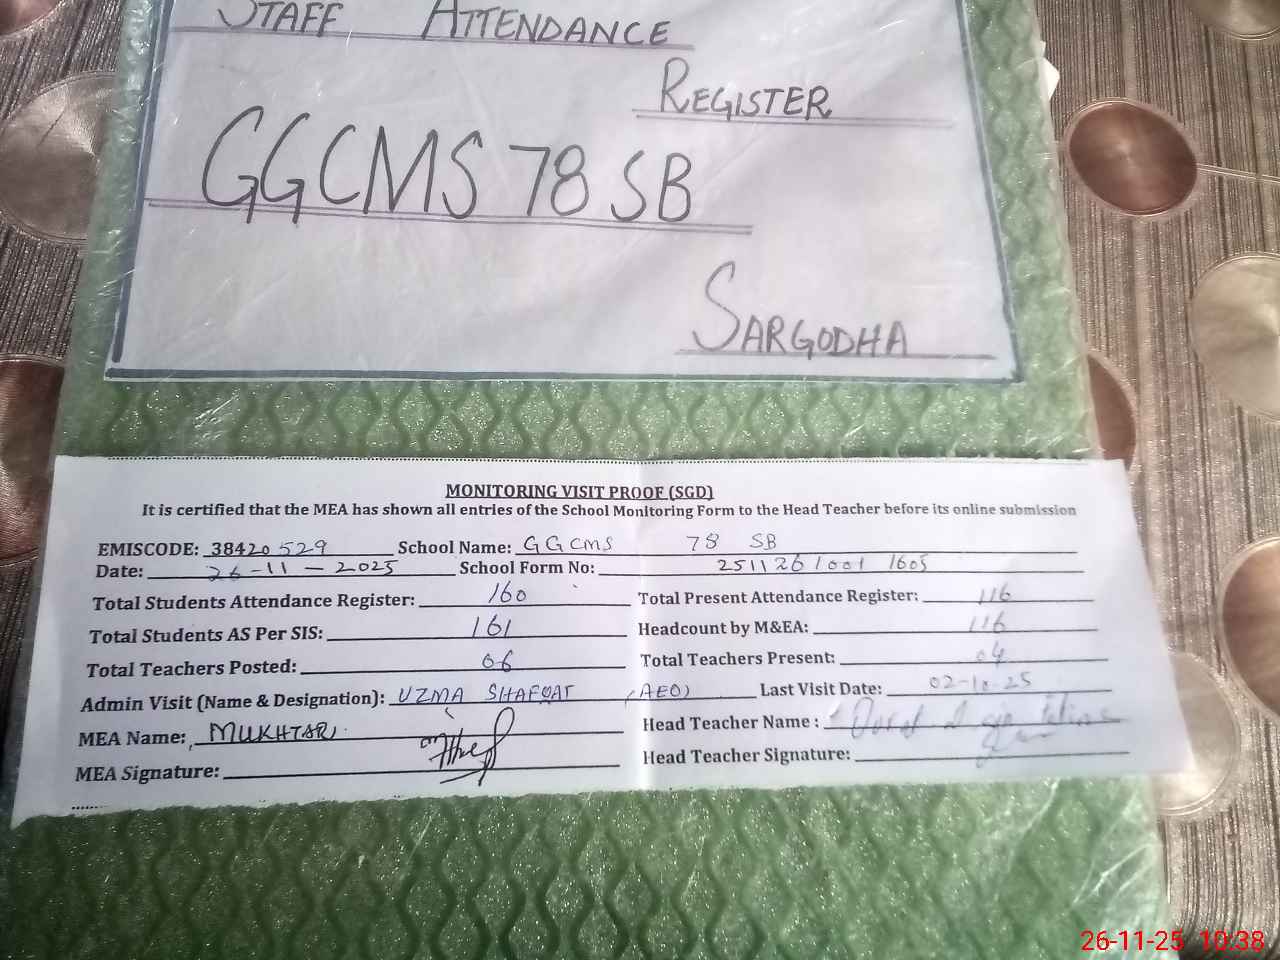 STAFF ATTENDANCE
REGISTER
GGCMS 78 SB
SARGODHA
MONITORING VISIT PROOF (SGD)
It is certified that the MEA has shown all entries of the School Monitoring Form to the Head Teacher before its online submission
EMISCODE: 38420529 School Name: GGCMS 78 SB
Date: 26-11-2025 School Form No: 2511261001 1605
Total Students Attendance Register: 160 Total Present Attendance Register: 116
Total Students AS Per SIS: 161 Headcount by M&EA: 116
Total Teachers Posted: 06 Total Teachers Present: 04
Admin Visit (Name & Designation): UZMA SHAFQAT (AEO) Last Visit Date: 02-10-25
MEA Name: MUKHTAR Head Teacher Name :
MEA Signature: Head Teacher Signature:
26-11-25 10:38